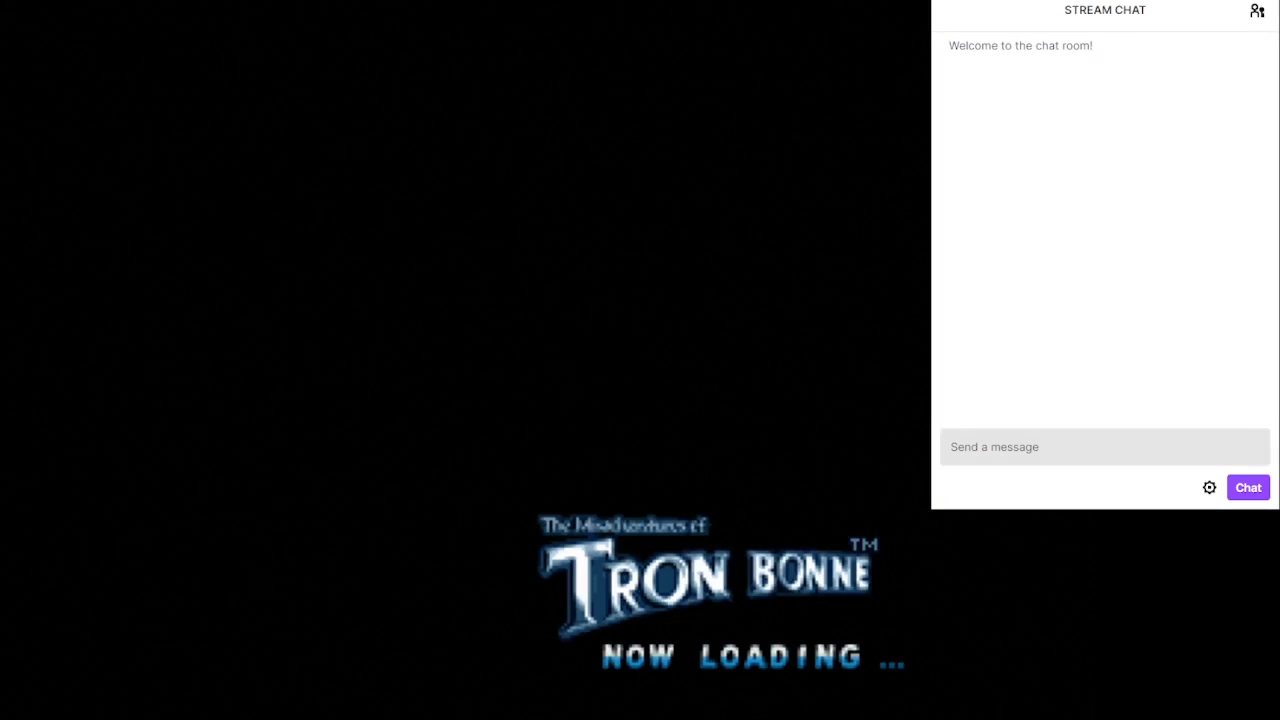 STREAM CHAT
Welcome to the chat room!
Send a message
Chat
The Misadventures of
TRON BONNE TM
NOW LOADING ...